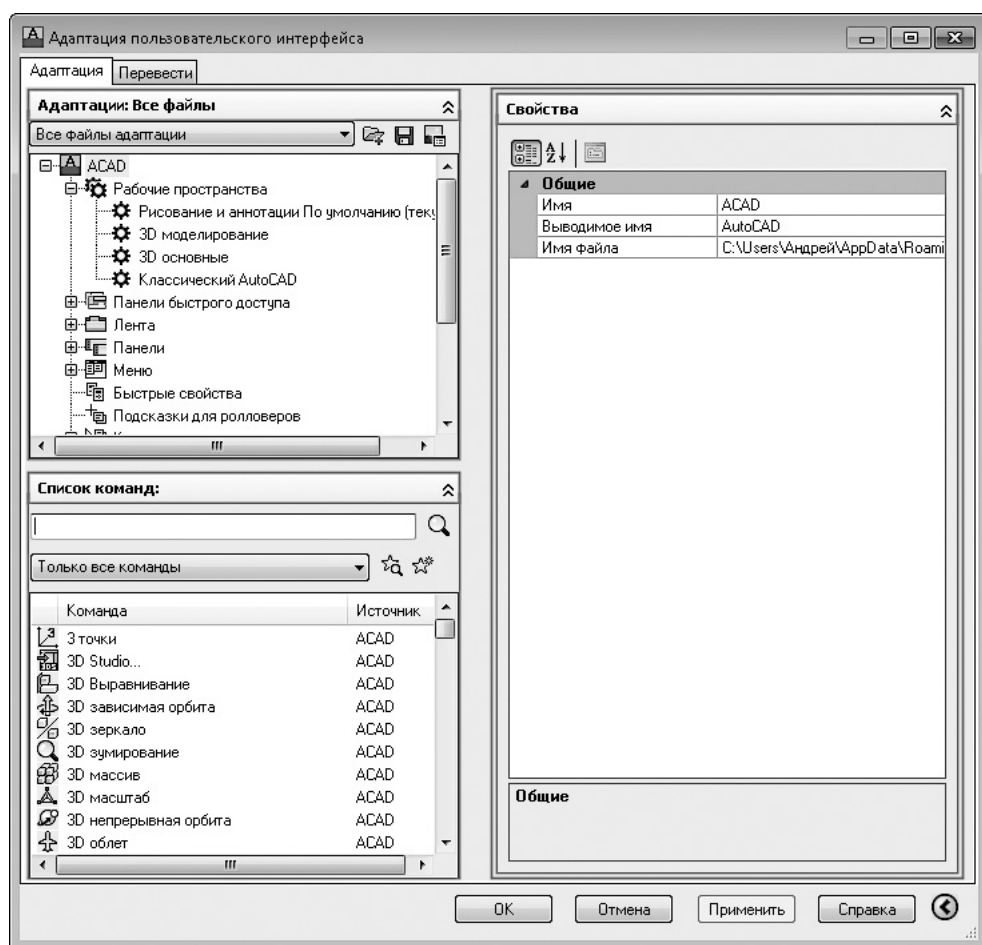 Адаптация пользовательского интерфейса
Адаптация
Перевести
Адаптации: Все файлы
Все файлы адаптации
ACAD
Рабочие пространства
Рисование и аннотации По умолчанию (теку
3D моделирование
3D основные
Классический AutoCAD
Панели быстрого доступа
Лента
Панели
Меню
Быстрые свойства
Подсказки для ролловеров
Список команд:
Только все команды
Команда Источник
3 точки ACAD
3D Studio... ACAD
3D Выравнивание ACAD
3D зависимая орбита ACAD
3D зеркало ACAD
3D зумирование ACAD
3D массив ACAD
3D масштаб ACAD
3D непрерывная орбита ACAD
3D облет ACAD
Свойства
Общие
Имя ACAD
Выводимое имя AutoCAD
Имя файла C:\Users\Андрей\AppData\Roami
Общие
OK
Отмена
Применить
Справка